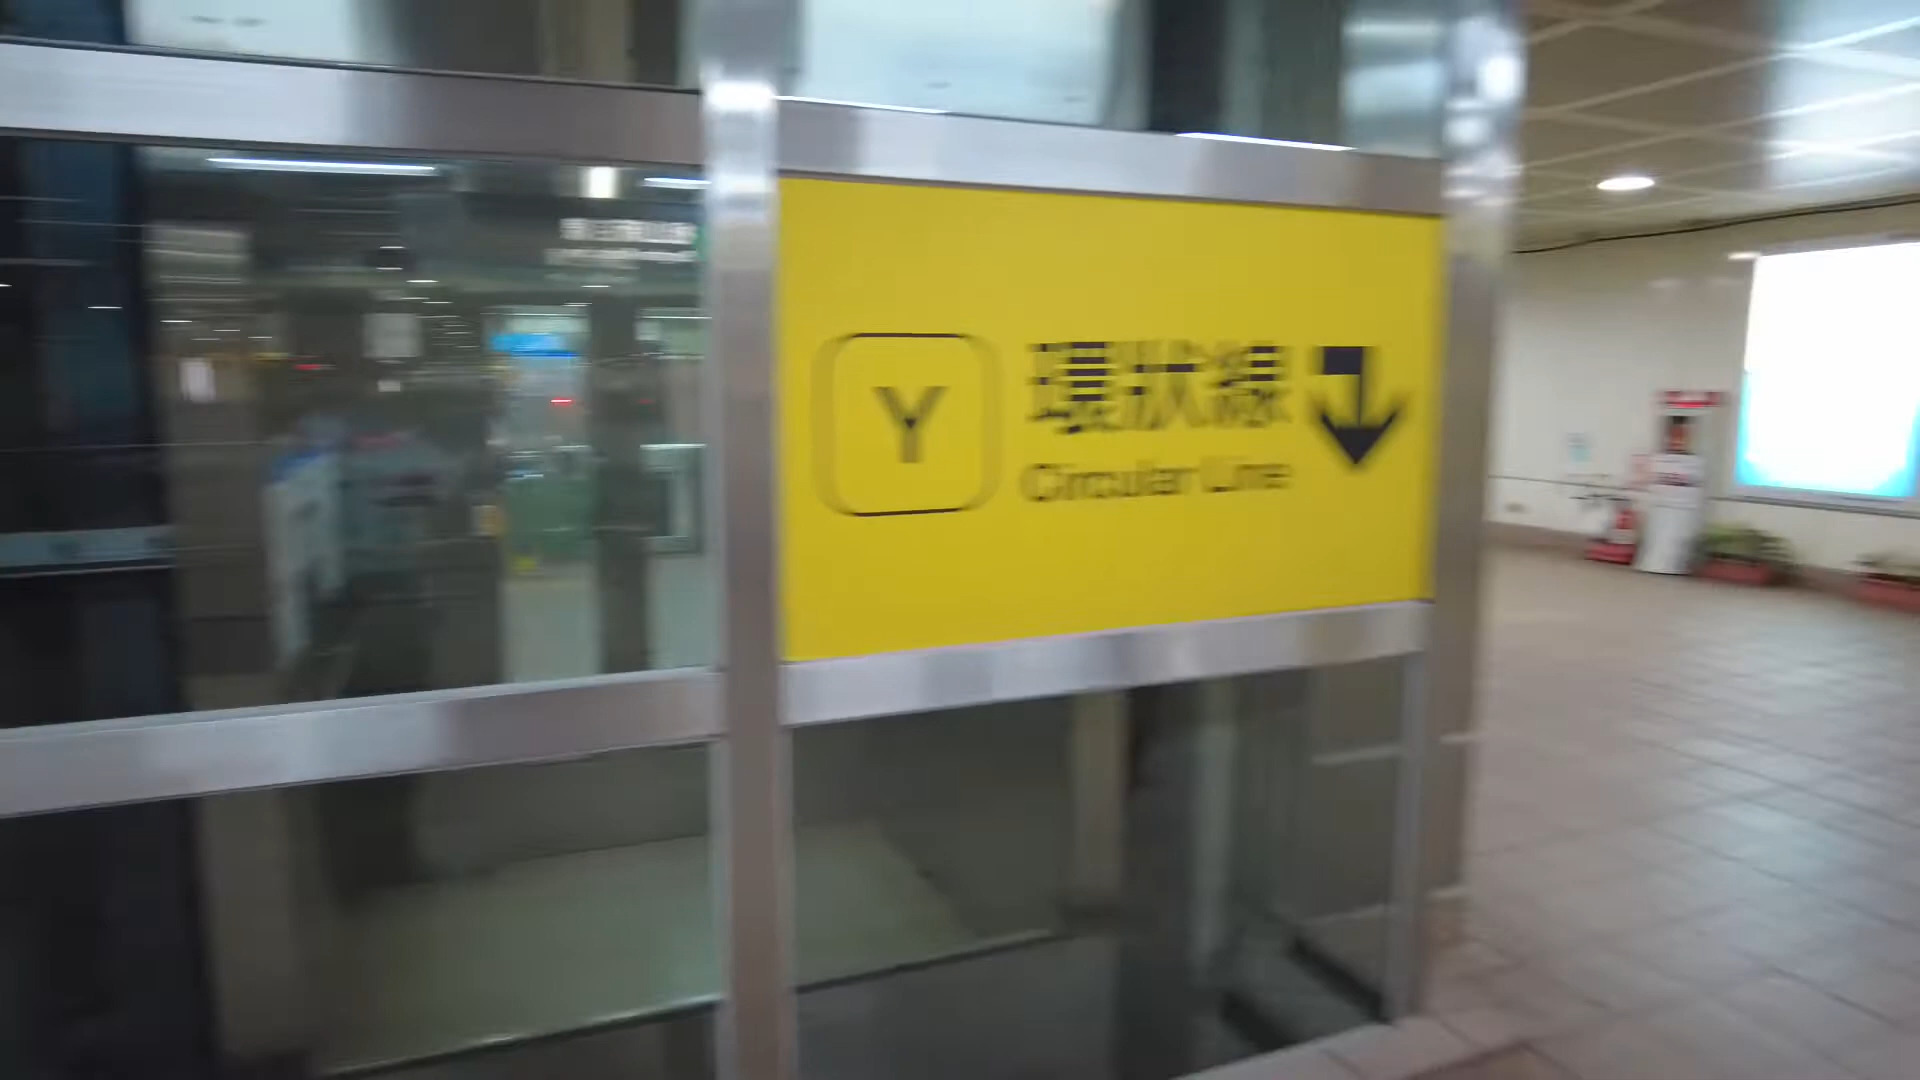 Y
環狀線
Circular Line